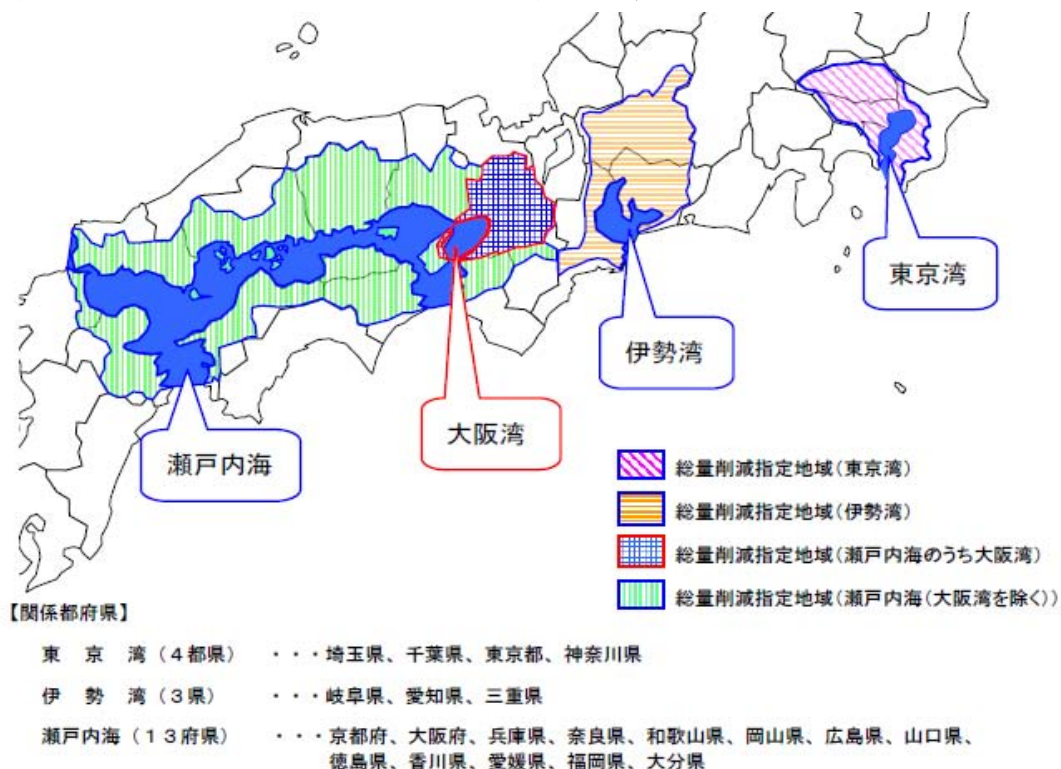 東京湾
伊勢湾
大阪湾
瀬戸内海
総量削減指定地域(東京湾)
総量削減指定地域(伊勢湾)
総量削減指定地域(瀬戸内海のうち大阪湾)
総量削減指定地域(瀬戸内海(大阪湾を除く))
【関係都府県】
東 京 湾(4都県) ・・・埼玉県、千葉県、東京都、神奈川県
伊 勢 湾(3県) ・・・岐阜県、愛知県、三重県
瀬戸内海(13府県) ・・・京都府、大阪府、兵庫県、奈良県、和歌山県、岡山県、広島県、山口県、
徳島県、香川県、愛媛県、福岡県、大分県